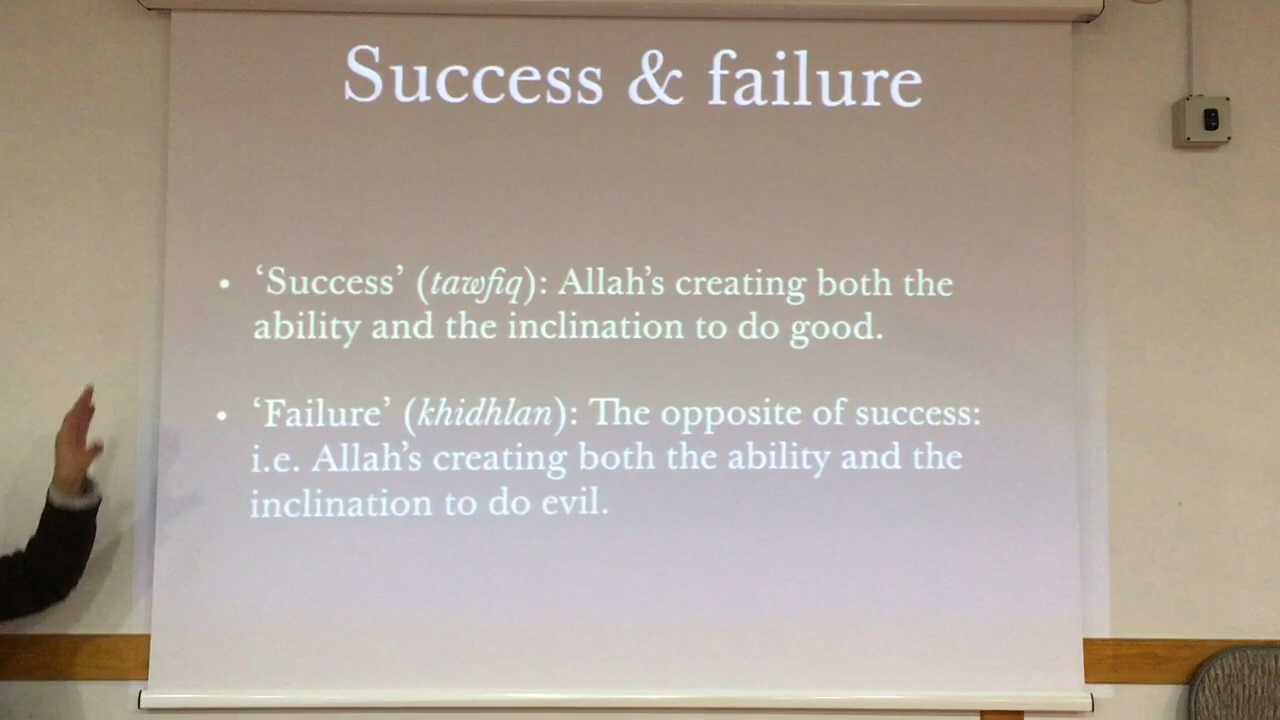 Success & failure
• ‘Success’ (tawfiq): Allah’s creating both the
ability and the inclination to do good.
• ‘Failure’ (khidhlan): The opposite of success:
i.e. Allah’s creating both the ability and the
inclination to do evil.